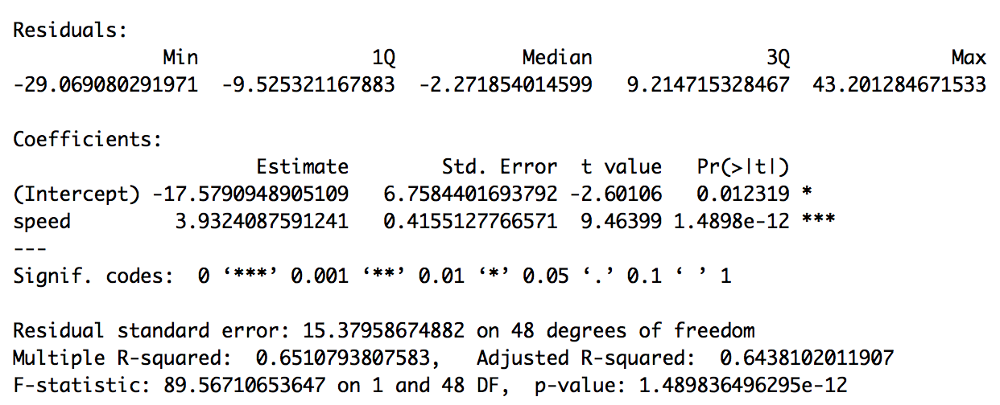 Residuals:
Min 1Q Median 3Q Max
-29.069080291971 -9.525321167883 -2.271854014599 9.214715328467 43.201284671533
Coefficients:
Estimate Std. Error t value Pr(>|t|)
(Intercept) -17.5790948905109 6.7584401693792 -2.60106 0.012319 *
speed 3.9324087591241 0.4155127766571 9.46399 1.4898e-12 ***
---
Signif. codes: 0 ‘***’ 0.001 ‘**’ 0.01 ‘*’ 0.05 ‘.’ 0.1 ‘ ’ 1
Residual standard error: 15.37958674882 on 48 degrees of freedom
Multiple R-squared: 0.6510793807583, Adjusted R-squared: 0.6438102011907
F-statistic: 89.56710653647 on 1 and 48 DF, p-value: 1.489836496295e-12